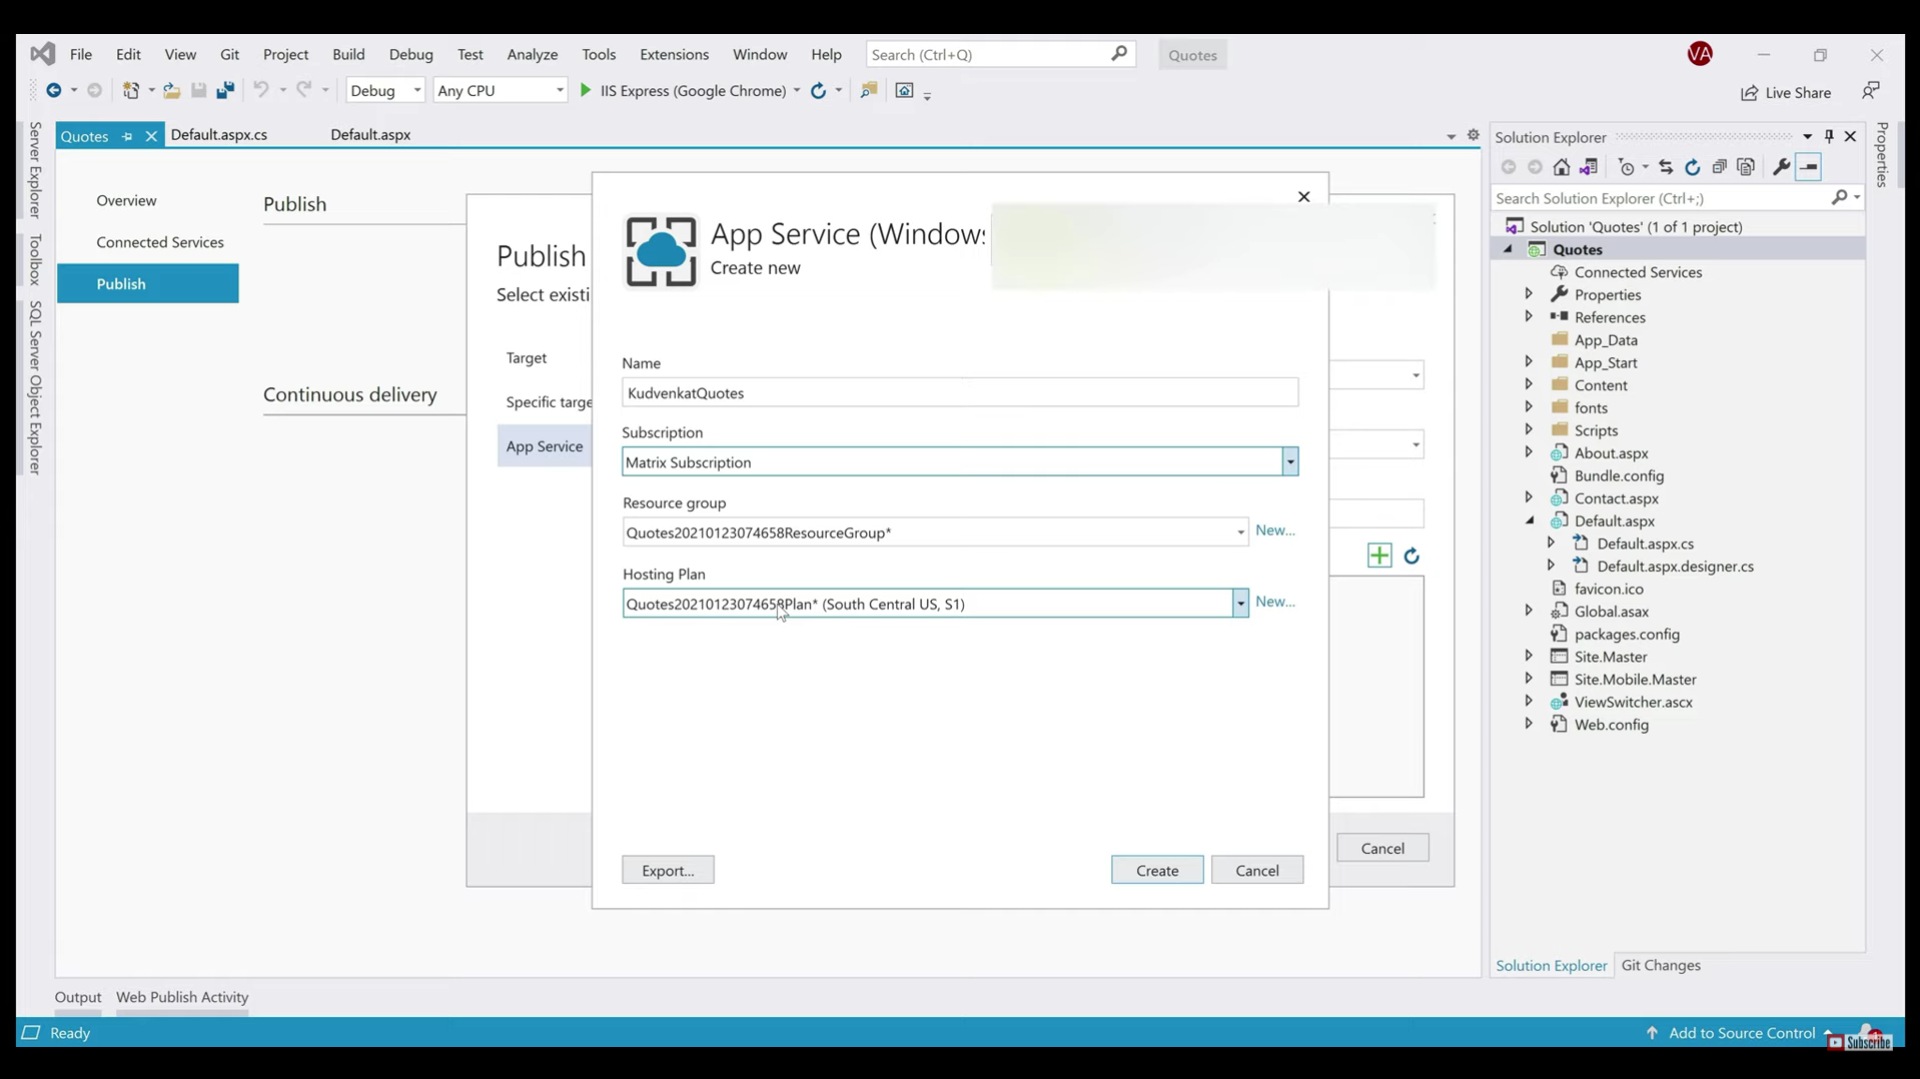 File Edit View Git Project Build Debug Test Analyze Tools Extensions Window Help Search (Ctrl+Q) Quotes VA
Debug Any CPU IIS Express (Google Chrome) Live Share
Server Explorer
Toolbox
SQL Server Object Explorer
Quotes Default.aspx.cs Default.aspx
Overview
Connected Services
Publish
Publish
Continuous delivery
Publish
Select existi
Target
Specific targe
App Service
App Service (Windows
Create new
Name
KudvenkatQuotes
Subscription
Matrix Subscription
Resource group
Quotes20210123074658ResourceGroup* New...
Hosting Plan
Quotes20210123074658Plan* (South Central US, S1) New...
Export... Create Cancel
Cancel
Solution Explorer
Search Solution Explorer (Ctrl+;)
Solution 'Quotes' (1 of 1 project)
Quotes
Connected Services
Properties
References
App_Data
App_Start
Content
fonts
Scripts
About.aspx
Bundle.config
Contact.aspx
Default.aspx
Default.aspx.cs
Default.aspx.designer.cs
favicon.ico
Global.asax
packages.config
Site.Master
Site.Mobile.Master
ViewSwitcher.ascx
Web.config
Solution Explorer Git Changes
Properties
Output Web Publish Activity
Ready Add to Source Control
Subscribe